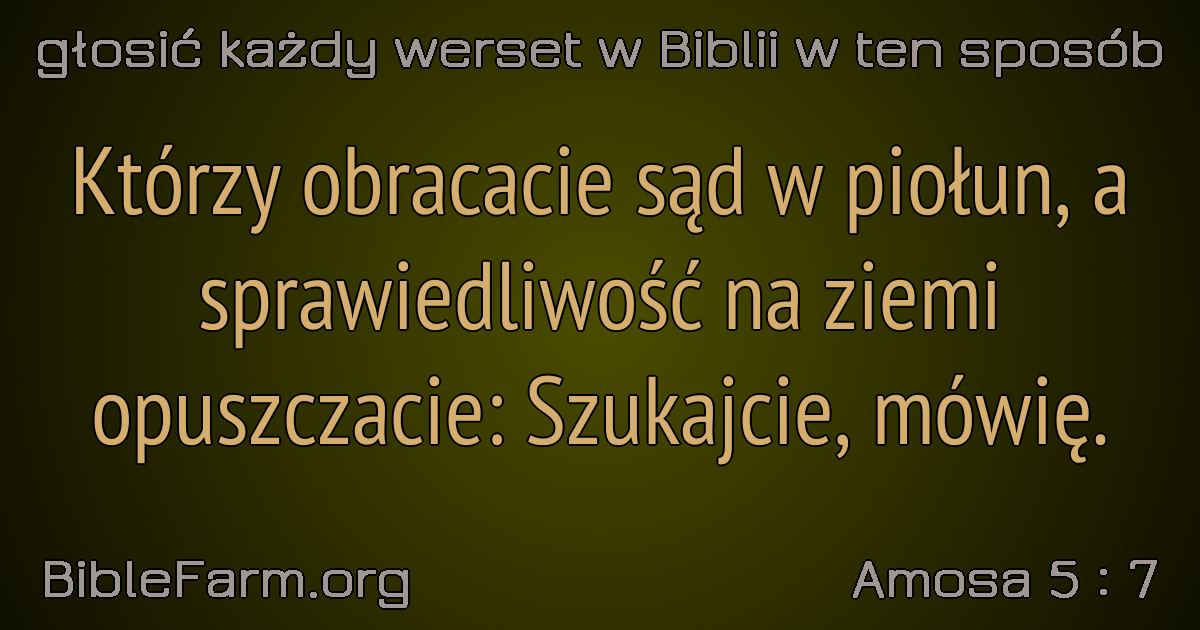 głosić każdy werset w Biblii w ten sposób
Którzy obracacie sąd w piołun, a
sprawiedliwość na ziemi
opuszczacie: Szukajcie, mówię.
BibleFarm.org
Amosa 5 : 7